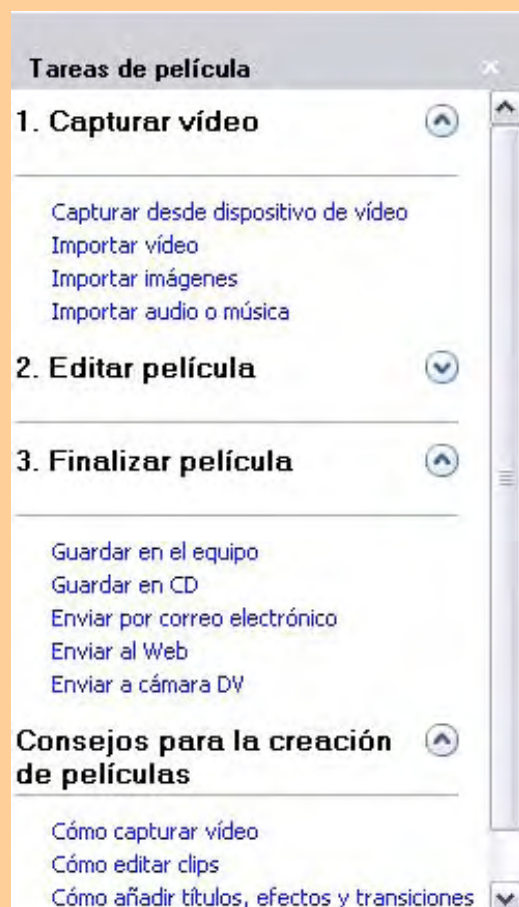 Tareas de película
1. Capturar vídeo
Capturar desde dispositivo de vídeo
Importar vídeo
Importar imágenes
Importar audio o música
2. Editar película
3. Finalizar película
Guardar en el equipo
Guardar en CD
Enviar por correo electrónico
Enviar al Web
Enviar a cámara DV
Consejos para la creación
de películas
Cómo capturar vídeo
Cómo editar clips
Cómo añadir títulos, efectos y transiciones